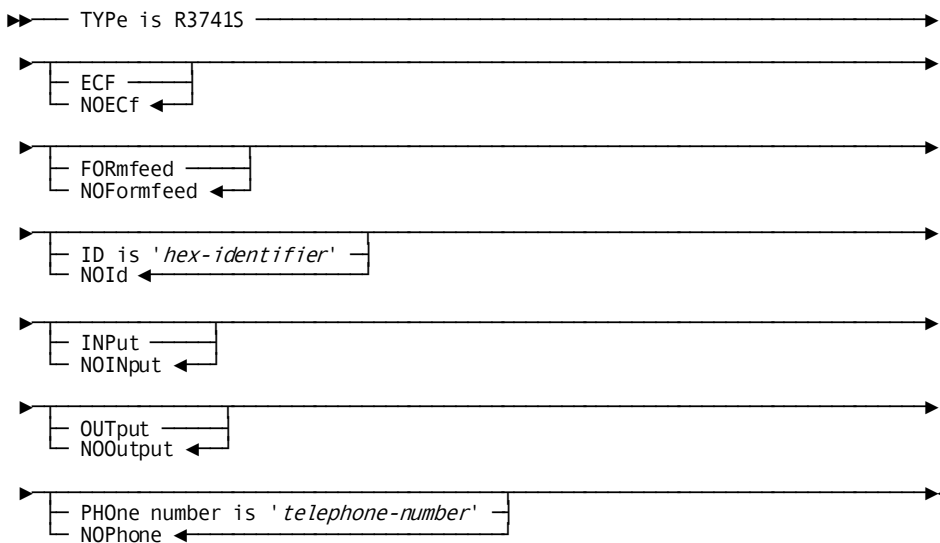 TYPe is R3741S
ECF
NOECf
FORmfeed
NOFormfeed
ID is 'hex-identifier'
NOId
INPut
NOINput
OUTput
NOOutput
PHOne number is 'telephone-number'
NOPhone